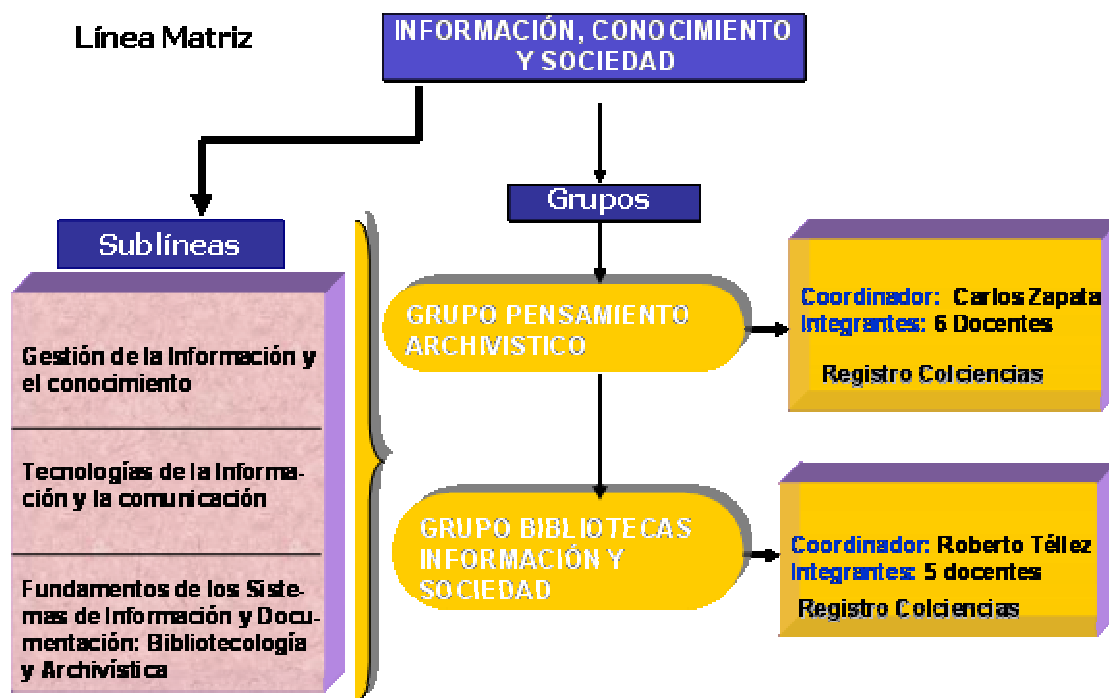 Línea Matriz
INFORMACIÓN, CONOCIMIENTO
Y SOCIEDAD
Grupos
Sublíneas
Gestión de la Información y
el conocimiento
Tecnologías de la Informa-
ción y la comunicación
Fundamentos de los Siste-
mas de Información y Docu-
mentación: Bibliotecología
y Archivística
GRUPO PENSAMIENTO
ARCHIVISTICO
Coordinador: Carlos Zapata
Integrantes: 6 Docentes
Registro Colciencias
GRUPO BIBLIOTECAS
INFORMACIÓN Y
SOCIEDAD
Coordinador: Roberto Téllez
Integrantes: 5 docentes
Registro Colciencias